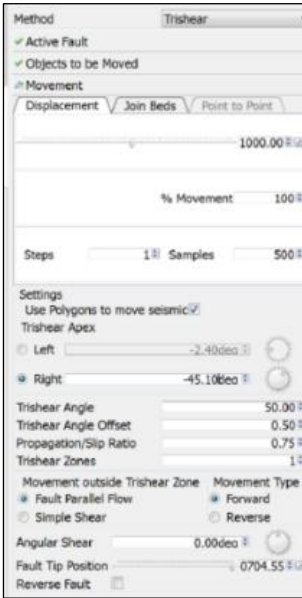 Method Trishear
Active Fault
Objects to be Moved
Movement
Displacement Join Beds Point to Point
1000.00
% Movement 100
Steps 1 Samples 500
Settings
Use Polygons to move seismic
Trishear Apex
Left -2.40deg
Right -45.10deg
Trishear Angle 50.00
Trishear Angle Offset 0.50
Propagation/Slip Ratio 0.75
Trishear Zones 1
Movement outside Trishear Zone Movement Type
Fault Parallel Flow Forward
Simple Shear Reverse
Angular Shear 0.00deg
Fault Tip Position 0704.55
Reverse Fault